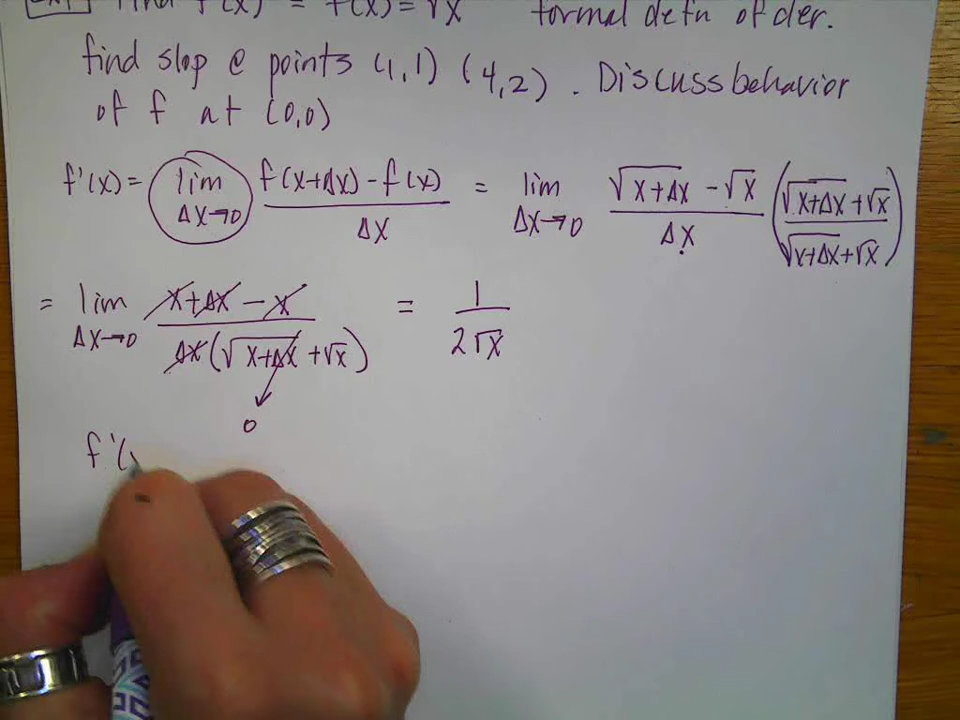 Find f'(x) = f(x) = √x formal defn of der.
find slop @ points (1,1) (4,2). Discuss behavior
of f at (0,0)
f'(x) = lim Δx→0 f(x+Δx) - f(x) / Δx = lim Δx→0 √x+Δx - √x / Δx (√x+Δx + √x / √x+Δx + √x)
= lim Δx→0 x+Δx - x / Δx(√x+Δx + √x) = 1 / 2√x
0
f'(